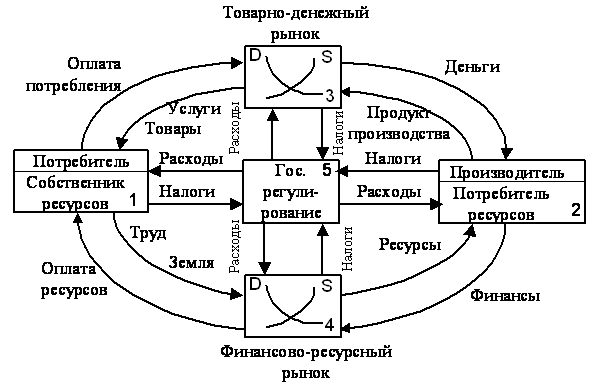 Товарно-денежный
рынок
Оплата
потребления
D S
3
Деньги
Услуги
Товары
Расходы
Налоги
Продукт
производства
Потребитель
Собственник
ресурсов 1
Расходы
Налоги
Гос. 5
регули-
рование
Налоги
Расходы
Производитель
Потребитель
ресурсов 2
Труд
Земля
Оплата
ресурсов
Расходы
Налоги
Ресурсы
Финансы
D S
4
Финансово-ресурсный
рынок